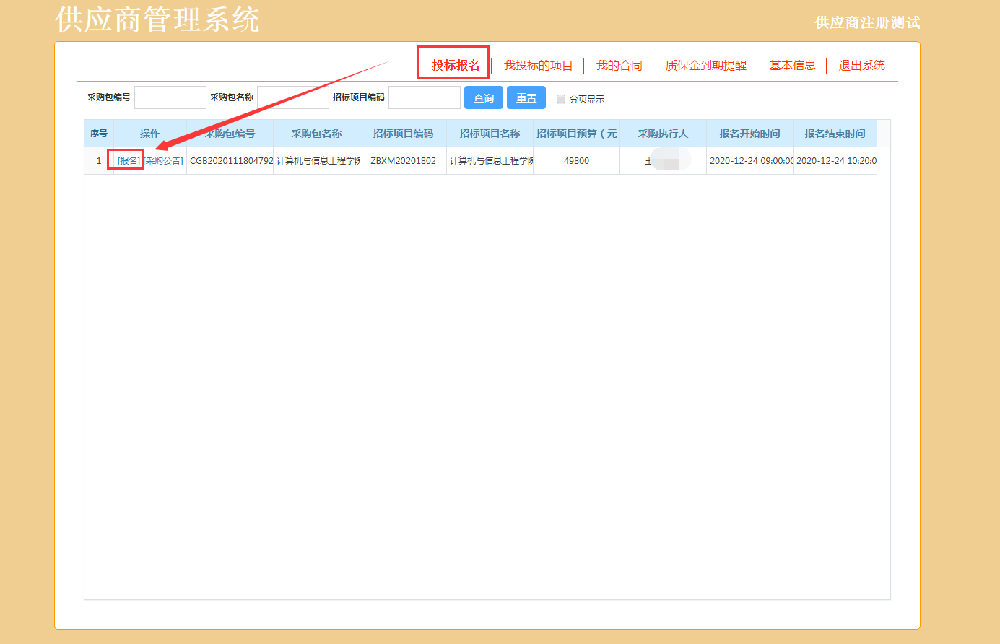 供应商管理系统
供应商注册测试
投标报名 我投标的项目 我的合同 质保金到期提醒 基本信息 退出系统
采购包编号 采购包名称 招标项目编码 查询 重置 分页显示
序号 操作 采购包编号 采购包名称 招标项目编码 招标项目名称 招标项目预算（元 采购执行人 报名开始时间 报名结束时间
1 [报名] [采购公告] CGB2020111804792 计算机与信息工程学院 ZBXM20201802 计算机与信息工程学院 49800 王 2020-12-24 09:00:00 2020-12-24 10:20:0